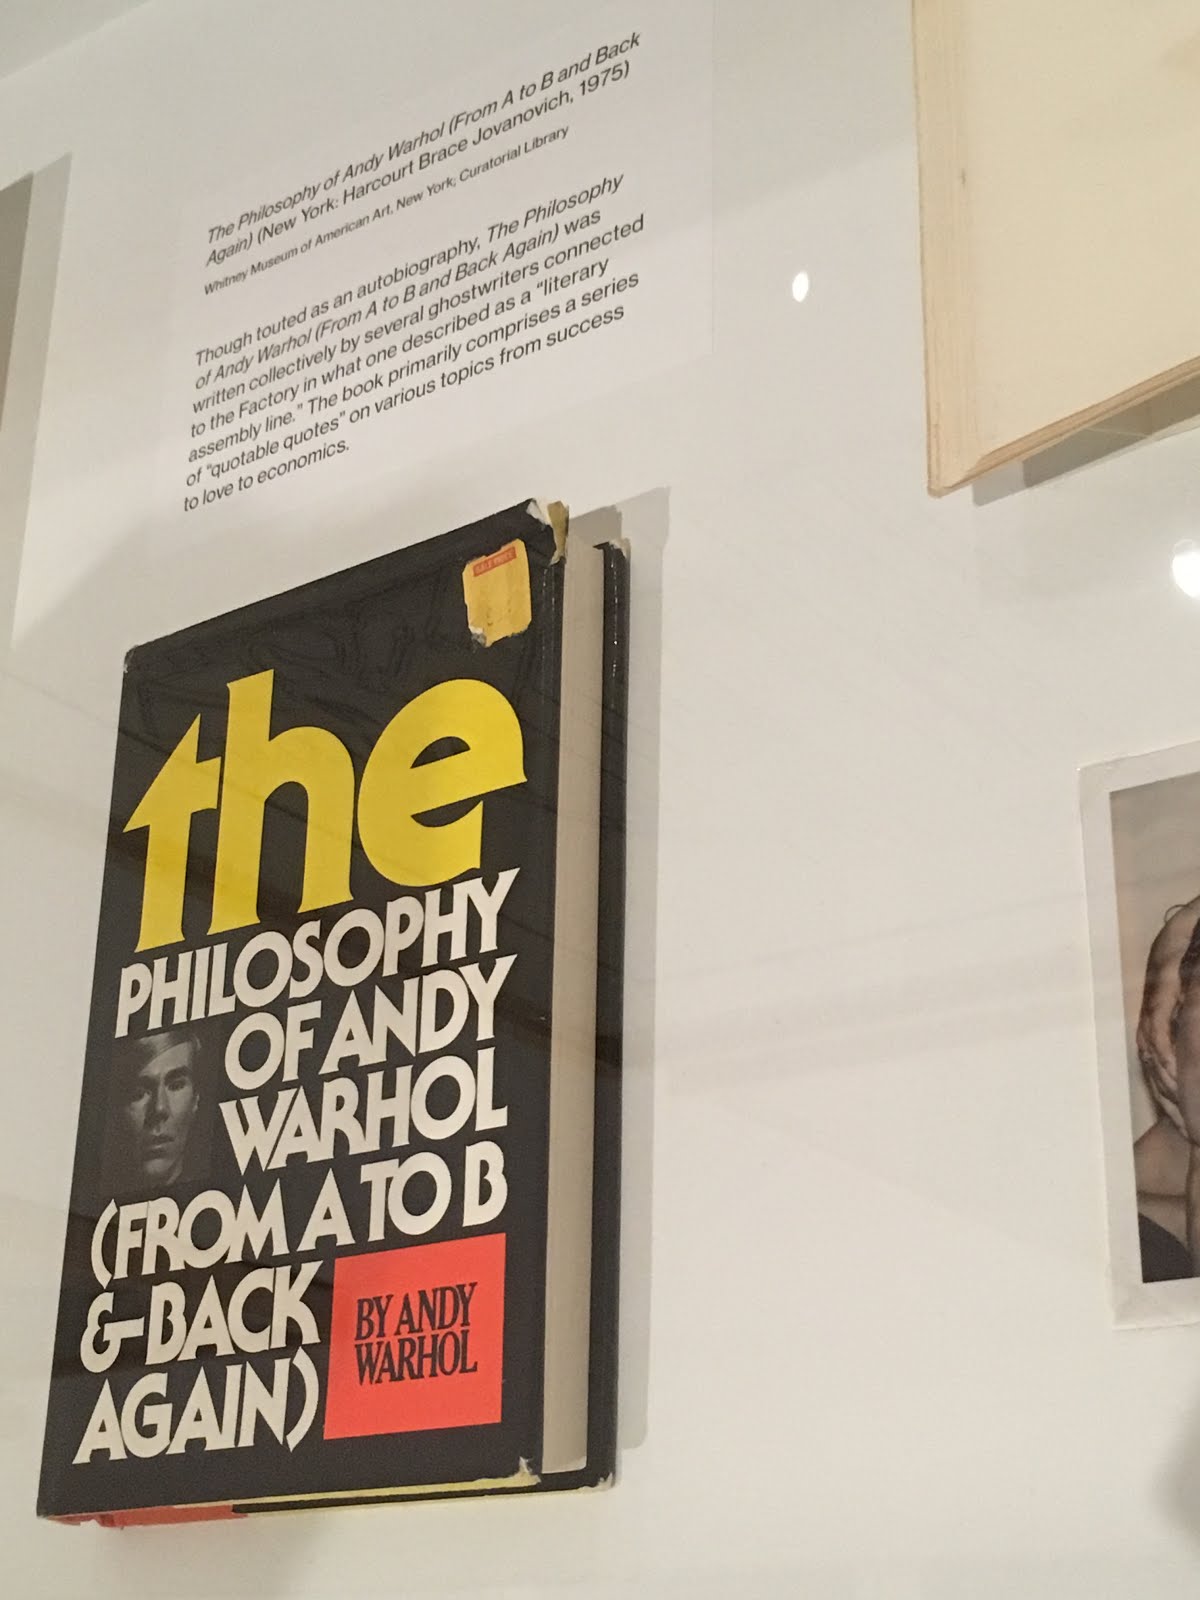 The Philosophy of Andy Warhol (From A to B and Back
Again) (New York: Harcourt Brace Jovanovich, 1975)
Whitney Museum of American Art, New York; Curatorial Library
Though touted as an autobiography, The Philosophy
of Andy Warhol (From A to B and Back Again) was
written collectively by several ghostwriters connected
to the Factory in what one described as a “literary
assembly line.” The book primarily comprises a series
of “quotable quotes” on various topics from success
to love to economics.
the
PHILOSOPHY
OF ANDY
WARHOL
(FROM A TO B
&BACK
AGAIN)
BY ANDY
WARHOL